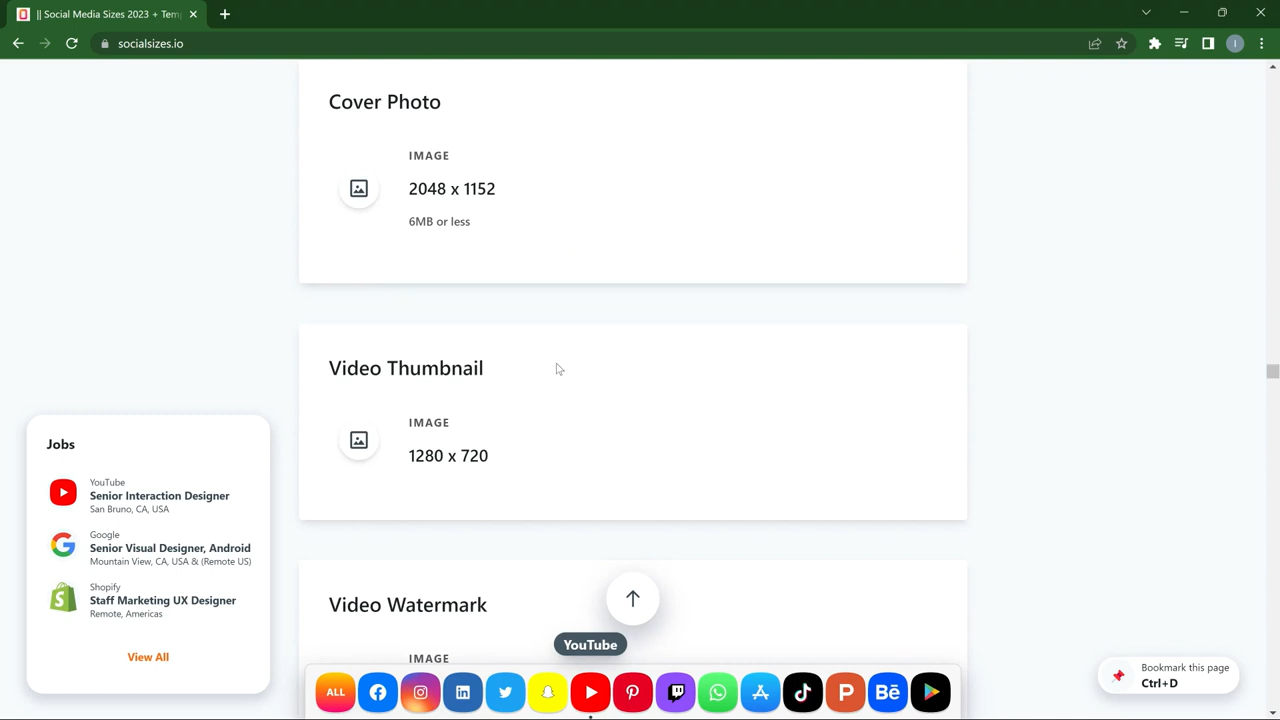 || Social Media Sizes 2023 + Temp
socialsizes.io
I
Cover Photo
IMAGE
2048 x 1152
6MB or less
Video Thumbnail
IMAGE
1280 x 720
Video Watermark
IMAGE
Jobs
YouTube
Senior Interaction Designer
San Bruno, CA, USA
Google
Senior Visual Designer, Android
Mountain View, CA, USA & (Remote US)
Shopify
Staff Marketing UX Designer
Remote, Americas
View All
YouTube
ALL
Bookmark this page
Ctrl+D